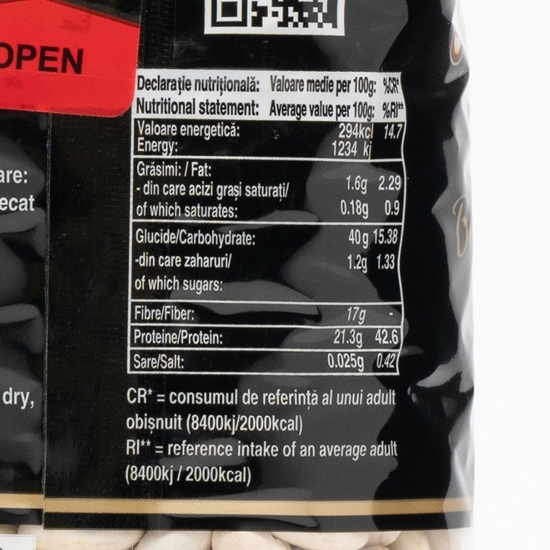 OPEN
are:
ecat
dry,
Declarație nutrițională: Valoare medie per 100g: %CR*
Nutritional statement: Average value per 100g: %RI**
Valoare energetică: 294kcl 14.7
Energy: 1234 kj
Grăsimi: / Fat: 1.6g 2.29
- din care acizi grași saturați/
of which saturates: 0.18g 0.9
Glucide/Carbohydrate: 40g 15.38
-din care zaharuri/ 1.2g 1.33
of which sugars:
Fibre/Fiber: 17g -
Proteine/Protein: 21.3g 42.6
Sare/Salt: 0.025g 0.42
CR* = consumul de referință al unui adult
obișnuit (8400kj/2000kcal)
RI** = reference intake of an average adult
(8400kj / 2000kcal)